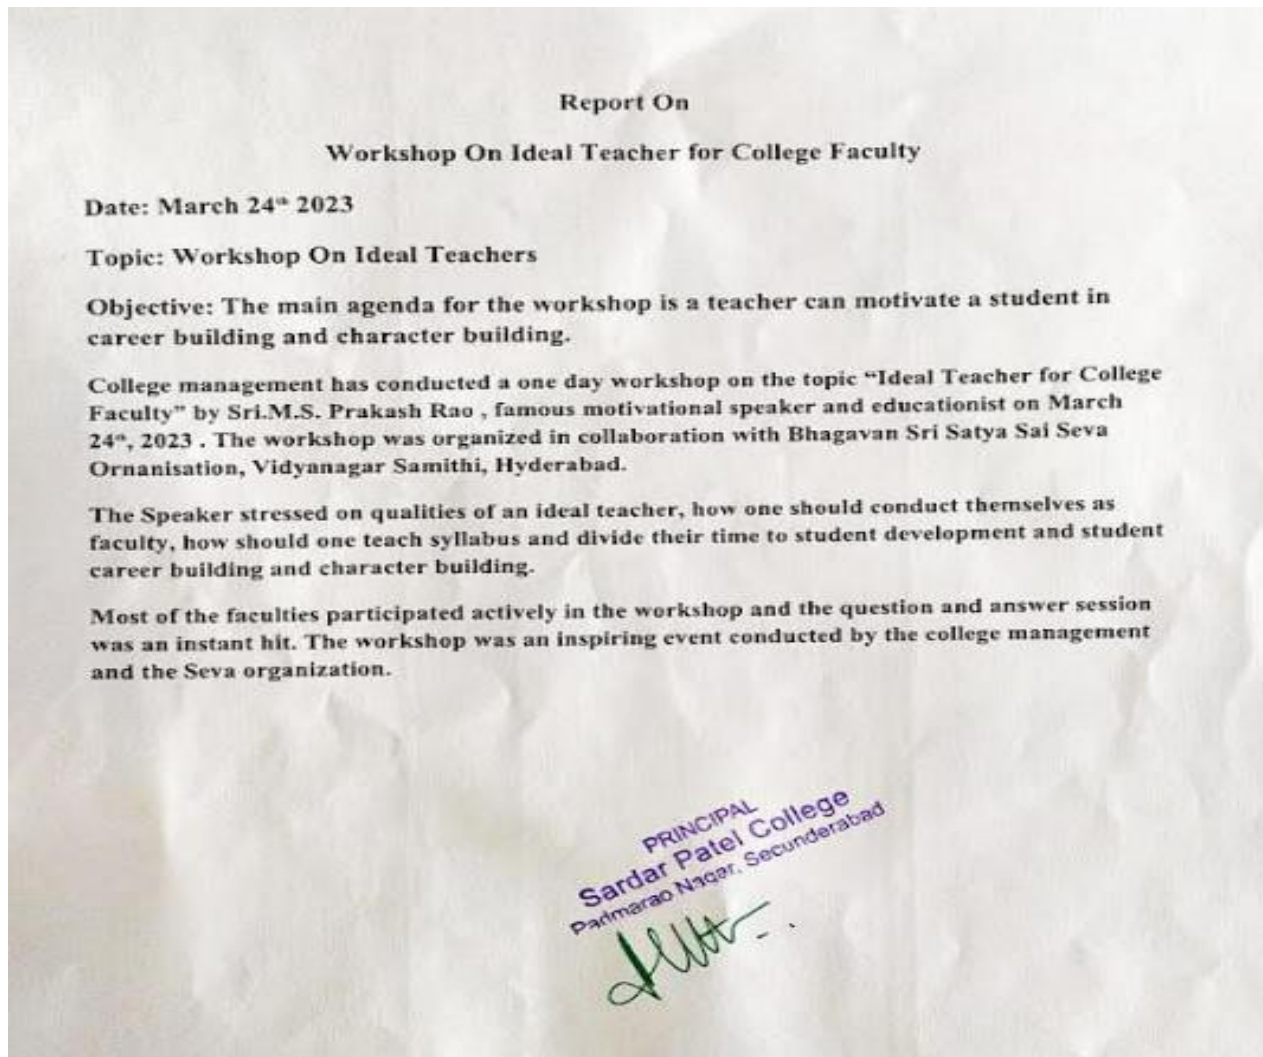 Report On
Workshop On Ideal Teacher for College Faculty
Date: March 24th 2023
Topic: Workshop On Ideal Teachers
Objective: The main agenda for the workshop is a teacher can motivate a student in
career building and character building.
College management has conducted a one day workshop on the topic “Ideal Teacher for College
Faculty” by Sri.M.S. Prakash Rao , famous motivational speaker and educationist on March
24th, 2023 . The workshop was organized in collaboration with Bhagavan Sri Satya Sai Seva
Ornanisation, Vidyanagar Samithi, Hyderabad.
The Speaker stressed on qualities of an ideal teacher, how one should conduct themselves as
faculty, how should one teach syllabus and divide their time to student development and student
career building and character building.
Most of the faculties participated actively in the workshop and the question and answer session
was an instant hit. The workshop was an inspiring event conducted by the college management
and the Seva organization.
PRINCIPAL
Sardar Patel College
Padmarao Nagar, Secunderabad